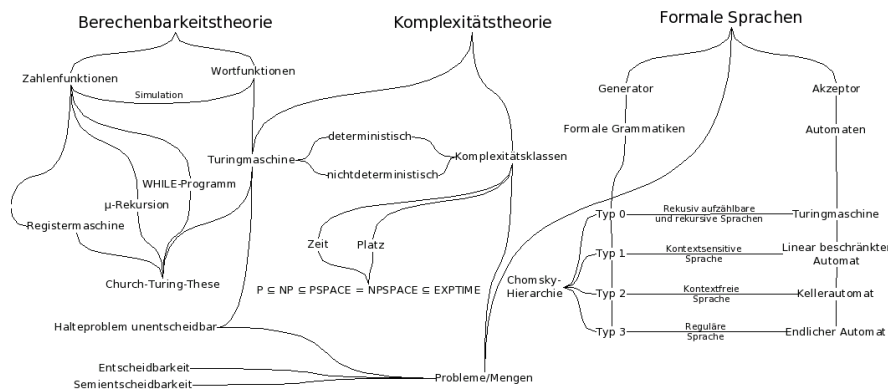 Berechenbarkeitstheorie
Komplexitätstheorie
Formale Sprachen
Zahlenfunktionen
Wortfunktionen
Simulation
Generator
Akzeptor
Formale Grammatiken
Automaten
deterministisch
Turingmaschine
Komplexitätsklassen
nichtdeterministisch
WHILE-Programm
μ-Rekursion
Registermaschine
Church-Turing-These
Zeit
Platz
P ⊆ NP ⊆ PSPACE = NPSPACE ⊆ EXPTIME
Typ 0
Rekusiv aufzählbare
und rekursive Sprachen
Turingmaschine
Typ 1
Kontextsensitive
Sprache
Linear beschränkter
Automat
Chomsky-
Hierarchie
Typ 2
Kontextfreie
Sprache
Kellerautomat
Typ 3
Reguläre
Sprache
Endlicher Automat
Halteproblem unentscheidbar
Entscheidbarkeit
Semientscheidbarkeit
Probleme/Mengen